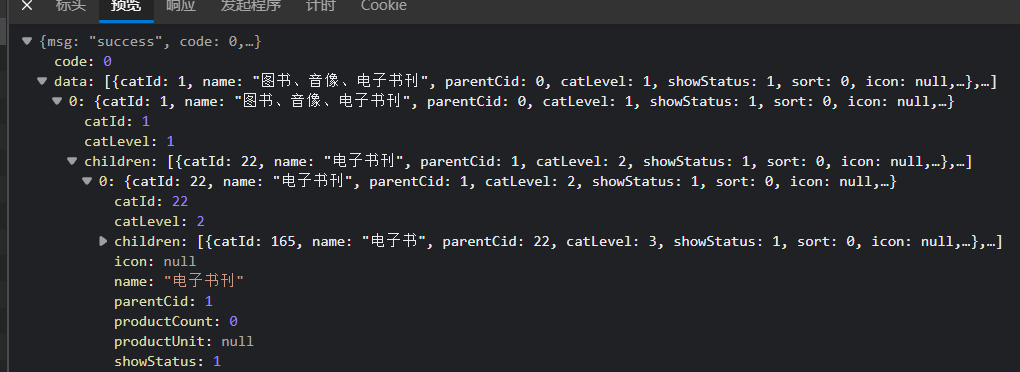 标头 预览 响应 发起程序 计时 Cookie
{msg: "success", code: 0,…}
code: 0
data: [{catId: 1, name: "图书、音像、电子书刊", parentCid: 0, catLevel: 1, showStatus: 1, sort: 0, icon: null,…},…]
0: {catId: 1, name: "图书、音像、电子书刊", parentCid: 0, catLevel: 1, showStatus: 1, sort: 0, icon: null,…}
catId: 1
catLevel: 1
children: [{catId: 22, name: "电子书刊", parentCid: 1, catLevel: 2, showStatus: 1, sort: 0, icon: null,…},…]
0: {catId: 22, name: "电子书刊", parentCid: 1, catLevel: 2, showStatus: 1, sort: 0, icon: null,…}
catId: 22
catLevel: 2
children: [{catId: 165, name: "电子书", parentCid: 22, catLevel: 3, showStatus: 1, sort: 0, icon: null,…},…]
icon: null
name: "电子书刊"
parentCid: 1
productCount: 0
productUnit: null
showStatus: 1